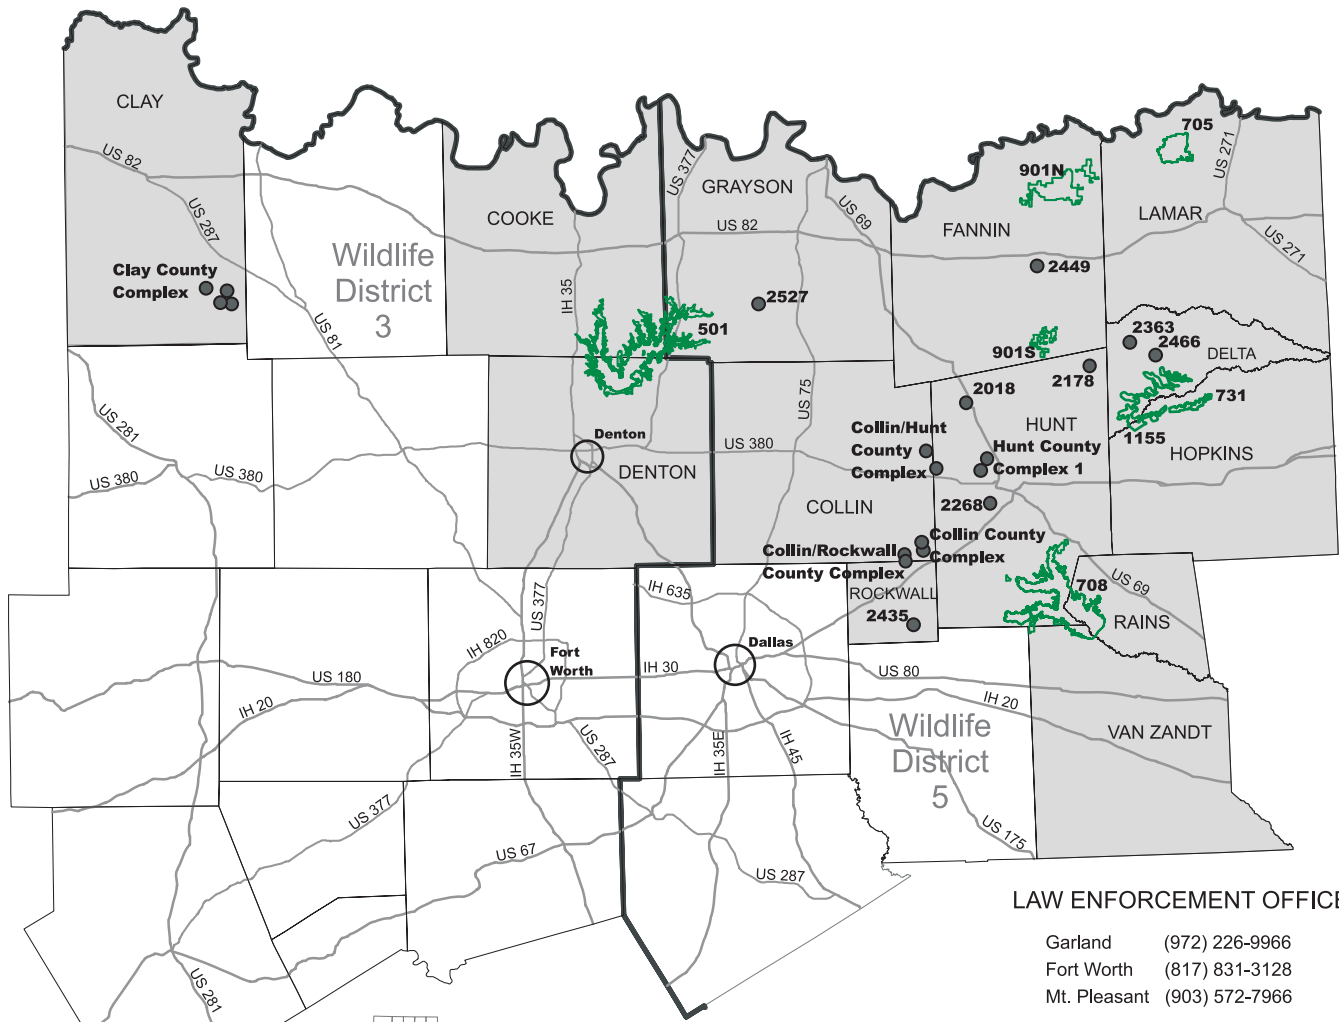 CLAY
US 82
US 287
Clay County
Complex
Wildlife
District
3
US 81
COOKE
IH 35
US 377
GRAYSON
US 82
2527
501
US 69
US 75
FANNIN
901N
2449
901S
705
US 271
LAMAR
US 271
2363
2466
DELTA
731
1155
HOPKINS
2178
2018
HUNT
Collin/Hunt
County
Complex
Hunt County
Complex 1
2268
US 281
US 380
US 380
Denton
DENTON
US 380
COLLIN
Collin County
Complex
Collin/Rockwall
County Complex
ROCKWALL
2435
708
US 69
RAINS
US 377
IH 635
IH 820
Fort
Worth
Dallas
IH 30
US 180
IH 20
US 80
IH 20
VAN ZANDT
Wildlife
District
5
IH 35W
US 287
IH 35E
IH 45
US 377
US 67
US 175
US 287
US 281
LAW ENFORCEMENT OFFICE
Garland (972) 226-9966
Fort Worth (817) 831-3128
Mt. Pleasant (903) 572-7966